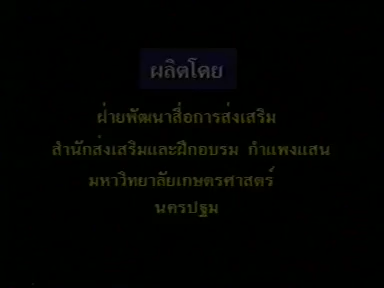 ผลิตโดย
ฝ่ายพัฒนาสื่อการส่งเสริม
สำนักส่งเสริมและฝึกอบรม กำแพงแสน
มหาวิทยาลัยเกษตรศาสตร์
นครปฐม